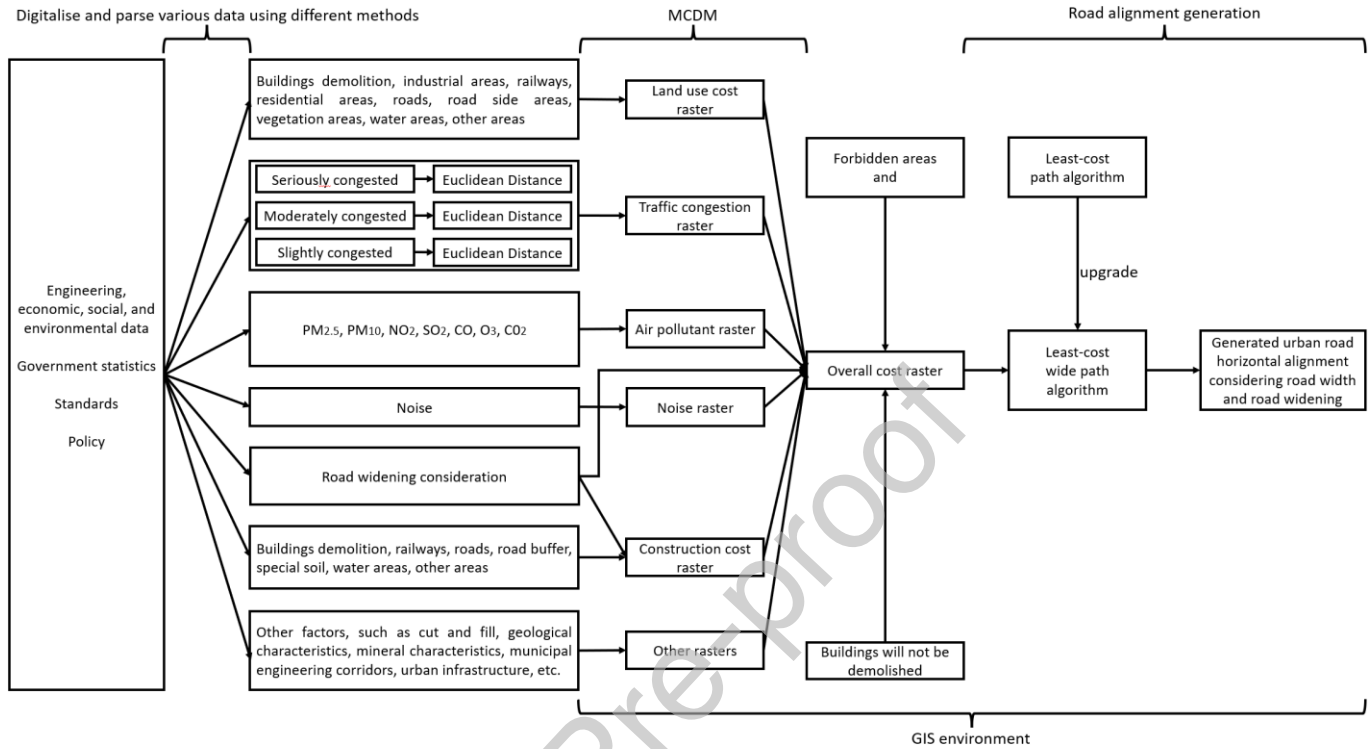 Digitalise and parse various data using different methods
MCDM
Road alignment generation
Engineering,
economic, social, and
environmental data
Government statistics
Standards
Policy
Buildings demolition, industrial areas, railways,
residential areas, roads, road side areas,
vegetation areas, water areas, other areas
Land use cost
raster
Seriously congested
Euclidean Distance
Moderately congested
Euclidean Distance
Slightly congested
Euclidean Distance
Traffic congestion
raster
PM2.5, PM10, NO2, SO2, CO, O3, C02
Air pollutant raster
Noise
Noise raster
Road widening consideration
Buildings demolition, railways, roads, road buffer,
special soil, water areas, other areas
Construction cost
raster
Other factors, such as cut and fill, geological
characteristics, mineral characteristics, municipal
engineering corridors, urban infrastructure, etc.
Other rasters
Forbidden areas
and
Overall cost raster
Buildings will not be
demolished
Least-cost
path algorithm
upgrade
Least-cost
wide path
algorithm
Generated urban road
horizontal alignment
considering road width
and road widening
GIS environment
Pre-proof